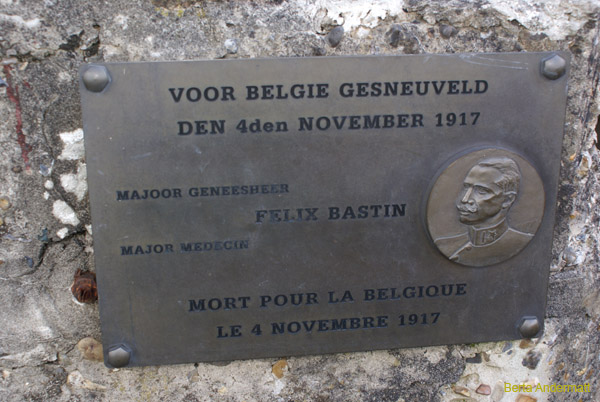 VOOR BELGIE GESNEUVELD
DEN 4den NOVEMBER 1917
MAJOOR GENEESHEER
FELIX BASTIN
MAJOR MEDECIN
MORT POUR LA BELGIQUE
LE 4 NOVEMBRE 1917